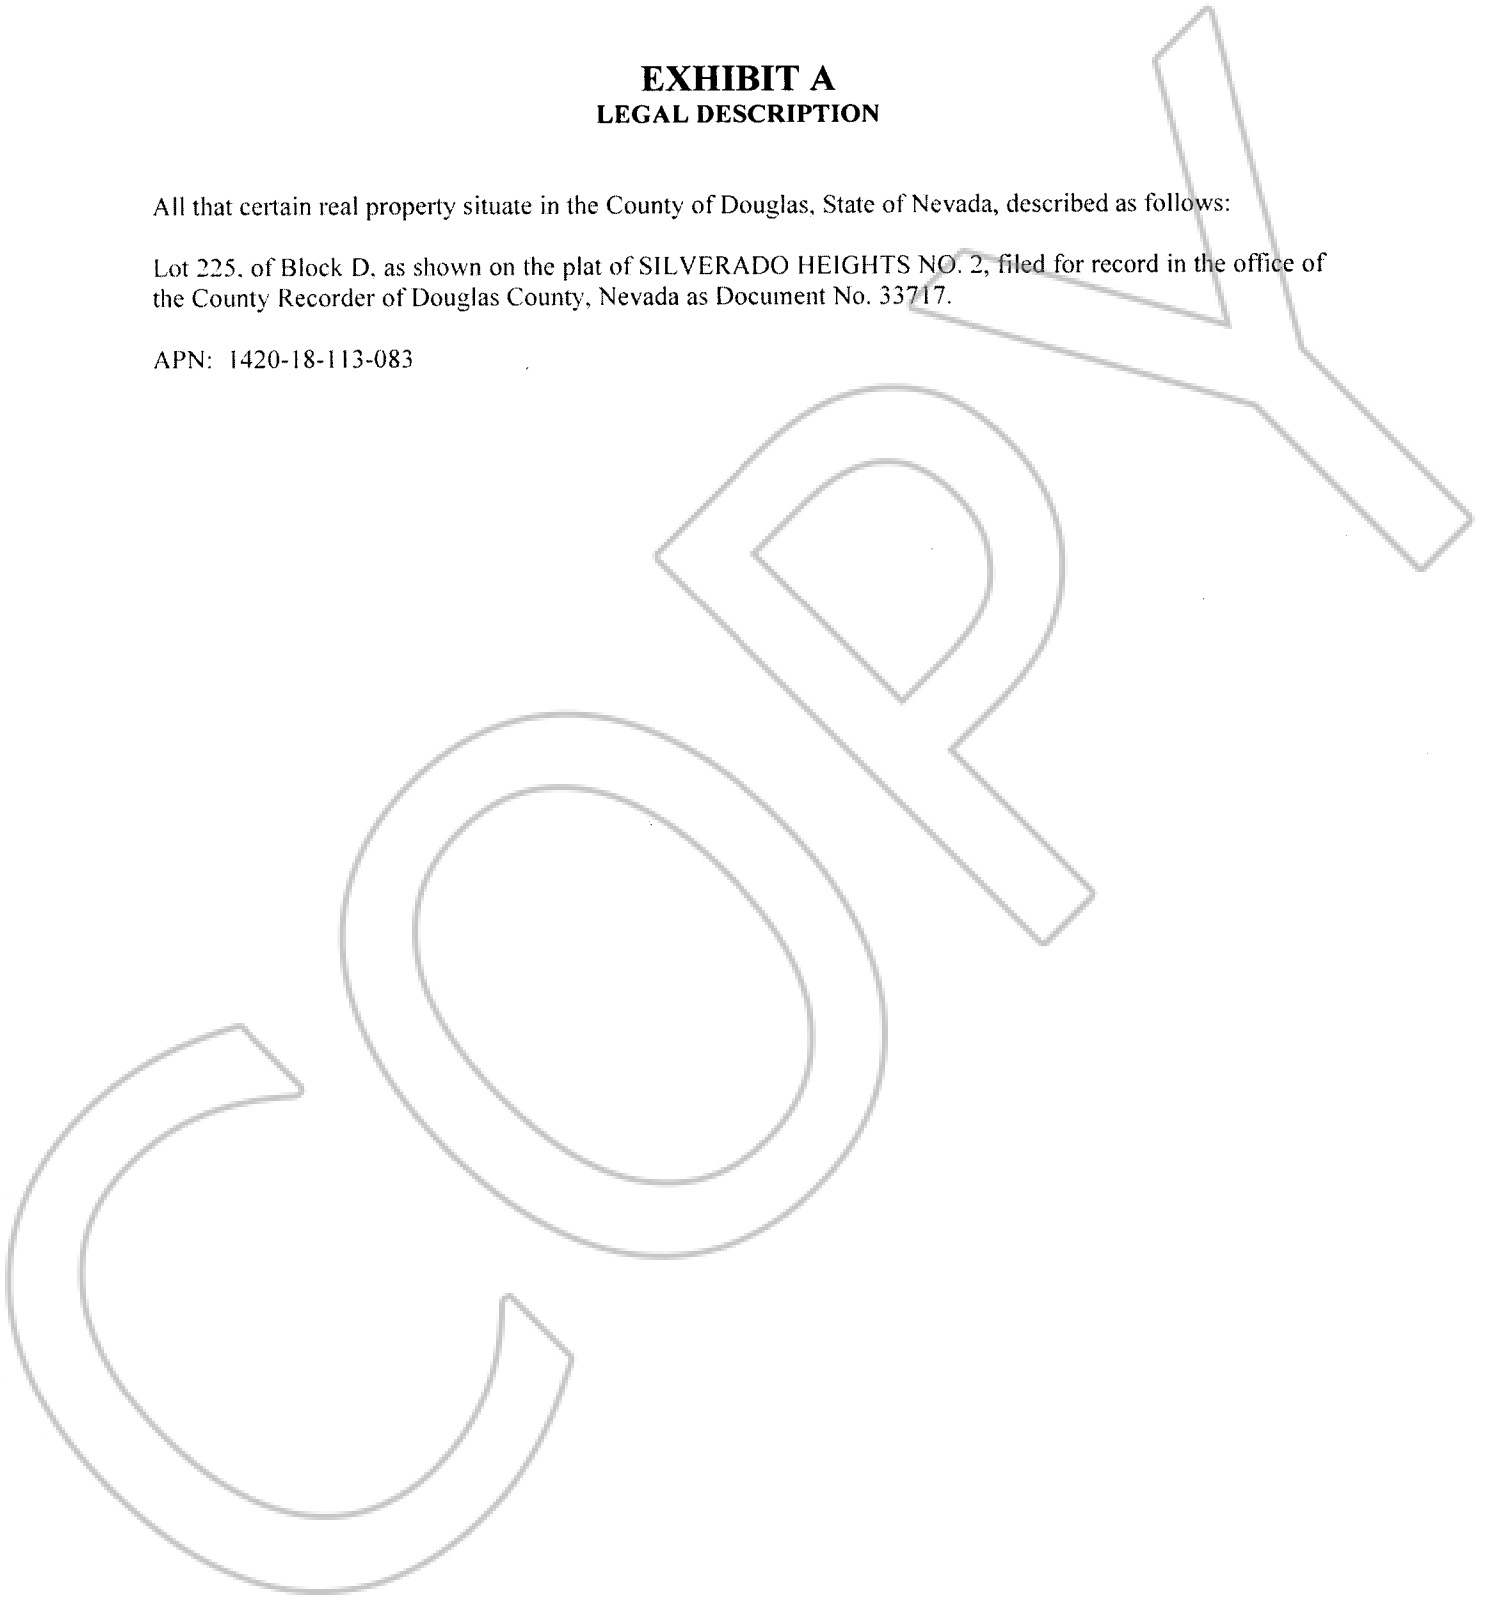 EXHIBIT A
LEGAL DESCRIPTION
All that certain real property situate in the County of Douglas, State of Nevada, described as follows:
Lot 225, of Block D, as shown on the plat of SILVERADO HEIGHTS NO. 2, filed for record in the office of
the County Recorder of Douglas County, Nevada as Document No. 33717.
APN: 1420-18-113-083
COPY